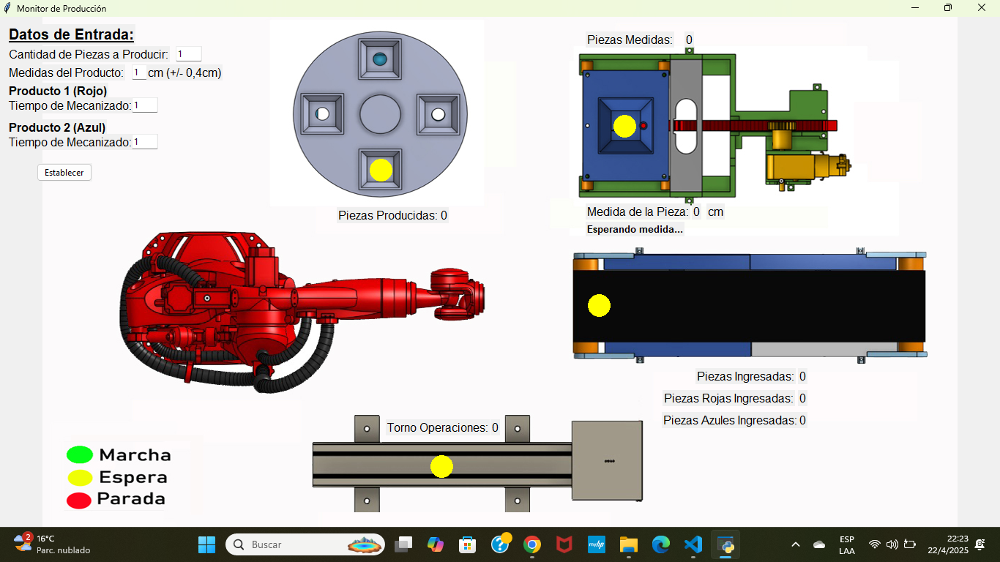 Monitor de Producción
Datos de Entrada:
Cantidad de Piezas a Producir: 1
Medidas del Producto: 1 cm (+/- 0,4cm)
Producto 1 (Rojo)
Tiempo de Mecanizado: 1
Producto 2 (Azul)
Tiempo de Mecanizado: 1
Establecer
Piezas Producidas: 0
Piezas Medidas: 0
Medida de la Pieza: 0 cm
Esperando medida...
Piezas Ingresadas: 0
Piezas Rojas Ingresadas: 0
Piezas Azules Ingresadas: 0
Torno Operaciones: 0
Marcha
Espera
Parada
2
16°C
Parc. nublado
Buscar
myhp
ESP
LAA
22:23
22/4/2025